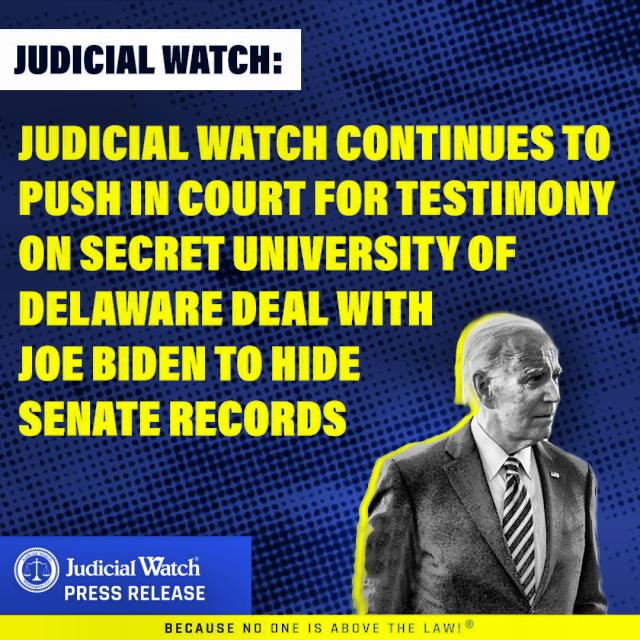 JUDICIAL WATCH:
JUDICIAL WATCH CONTINUES TO
PUSH IN COURT FOR TESTIMONY
ON SECRET UNIVERSITY OF
DELAWARE DEAL WITH
JOE BIDEN TO HIDE
SENATE RECORDS
Judicial Watch®
PRESS RELEASE
BECAUSE NO ONE IS ABOVE THE LAW!®